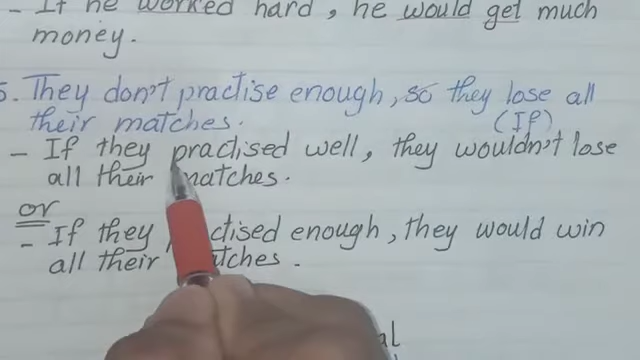 - If he worked hard, he would get much
money.
5. They don't practise enough, so they lose all
their matches. (If)
- If they practised well, they wouldn't lose
all their matches.
or
- If they practised enough, they would win
all their matches.